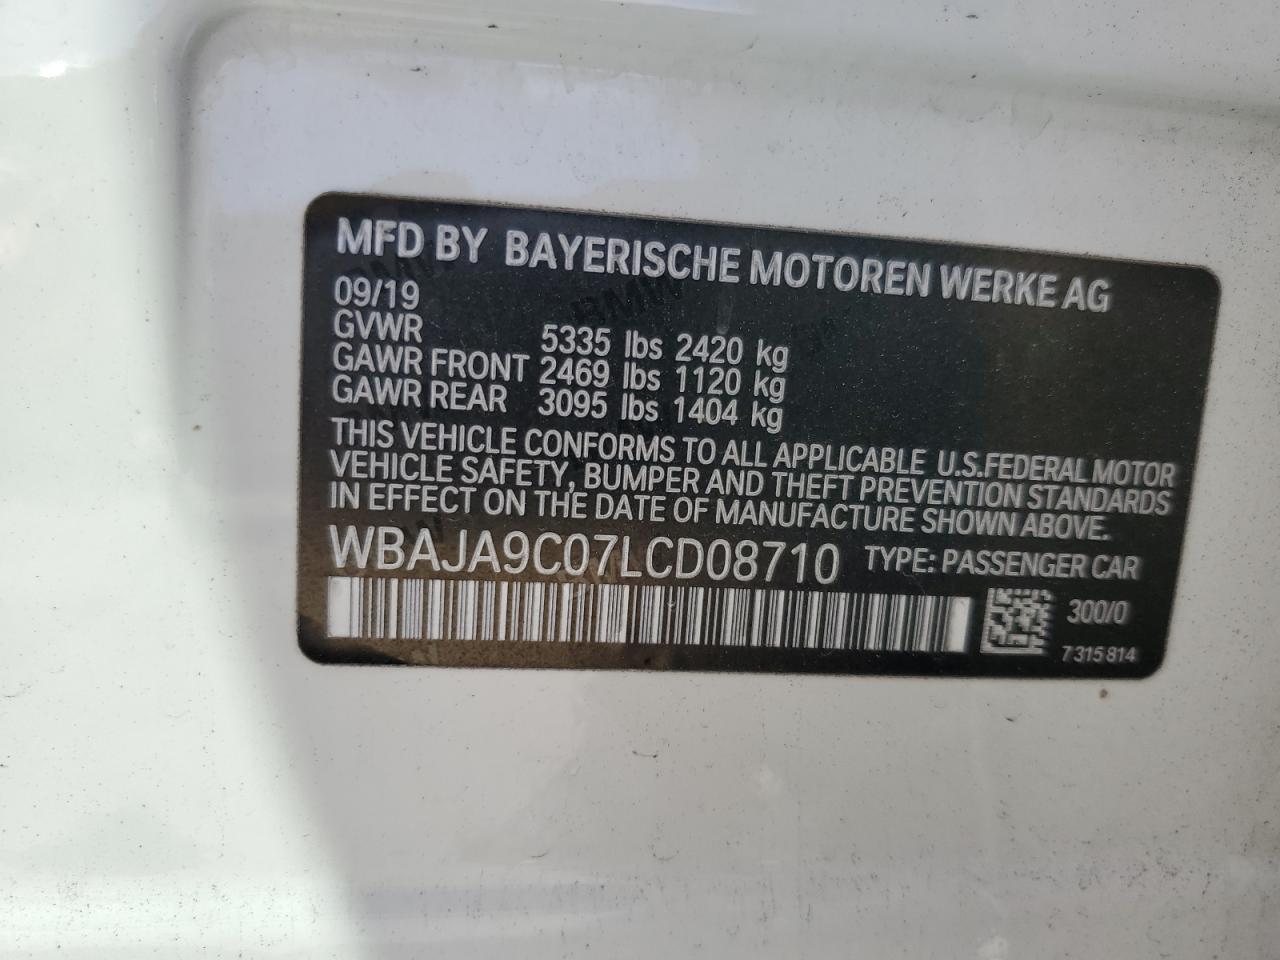 MFD BY BAYERISCHE MOTOREN WERKE AG
09/19
GVWR 5335 lbs 2420 kg
GAWR FRONT 2469 lbs 1120 kg
GAWR REAR 3095 lbs 1404 kg
THIS VEHICLE CONFORMS TO ALL APPLICABLE U.S.FEDERAL MOTOR
VEHICLE SAFETY, BUMPER AND THEFT PREVENTION STANDARDS
IN EFFECT ON THE DATE OF MANUFACTURE SHOWN ABOVE.
WBAJA9C07LCD08710 TYPE: PASSENGER CAR
300/0
7 315 814